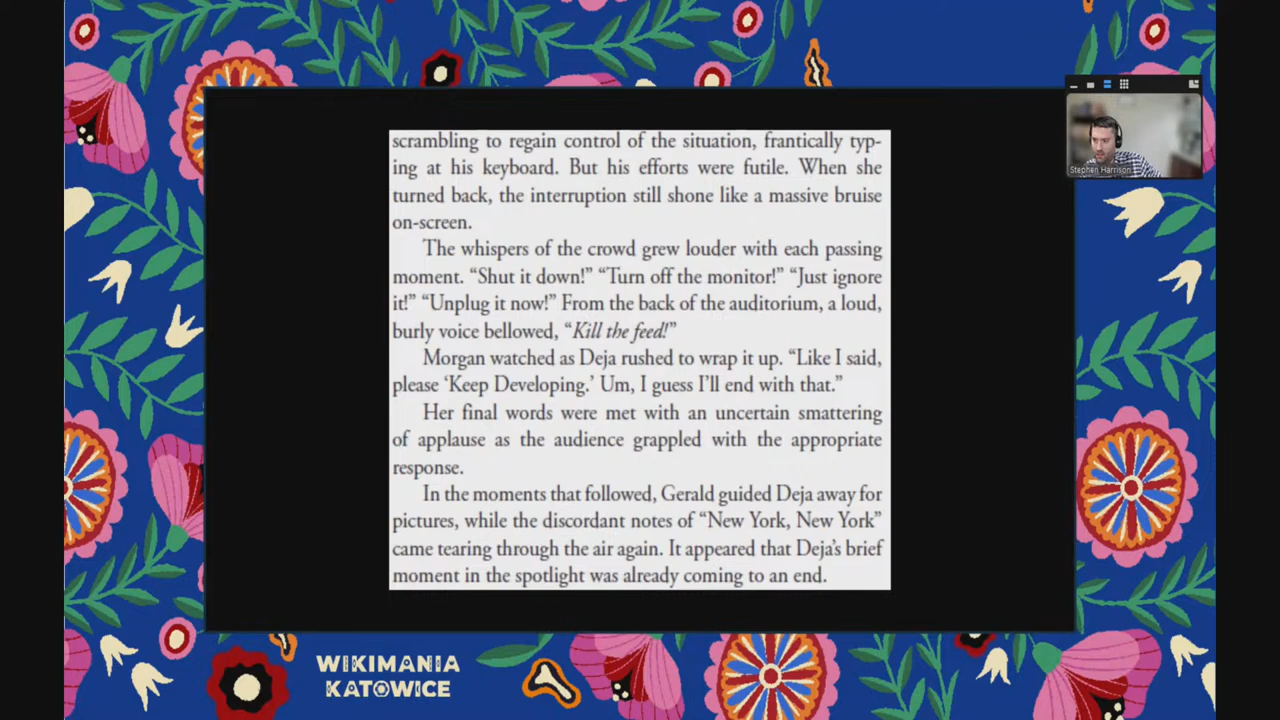 scrambling to regain control of the situation, frantically typ-
ing at his keyboard. But his efforts were futile. When she
turned back, the interruption still shone like a massive bruise
on-screen.
The whispers of the crowd grew louder with each passing
moment. “Shut it down!” “Turn off the monitor!” “Just ignore
it!” “Unplug it now!” From the back of the auditorium, a loud,
burly voice bellowed, “Kill the feed!”
Morgan watched as Deja rushed to wrap it up. “Like I said,
please ‘Keep Developing.’ Um, I guess I’ll end with that.”
Her final words were met with an uncertain smattering
of applause as the audience grappled with the appropriate
response.
In the moments that followed, Gerald guided Deja away for
pictures, while the discordant notes of “New York, New York”
came tearing through the air again. It appeared that Deja’s brief
moment in the spotlight was already coming to an end.
Stephen Harrison
WIKIMANIA
KATOWICE